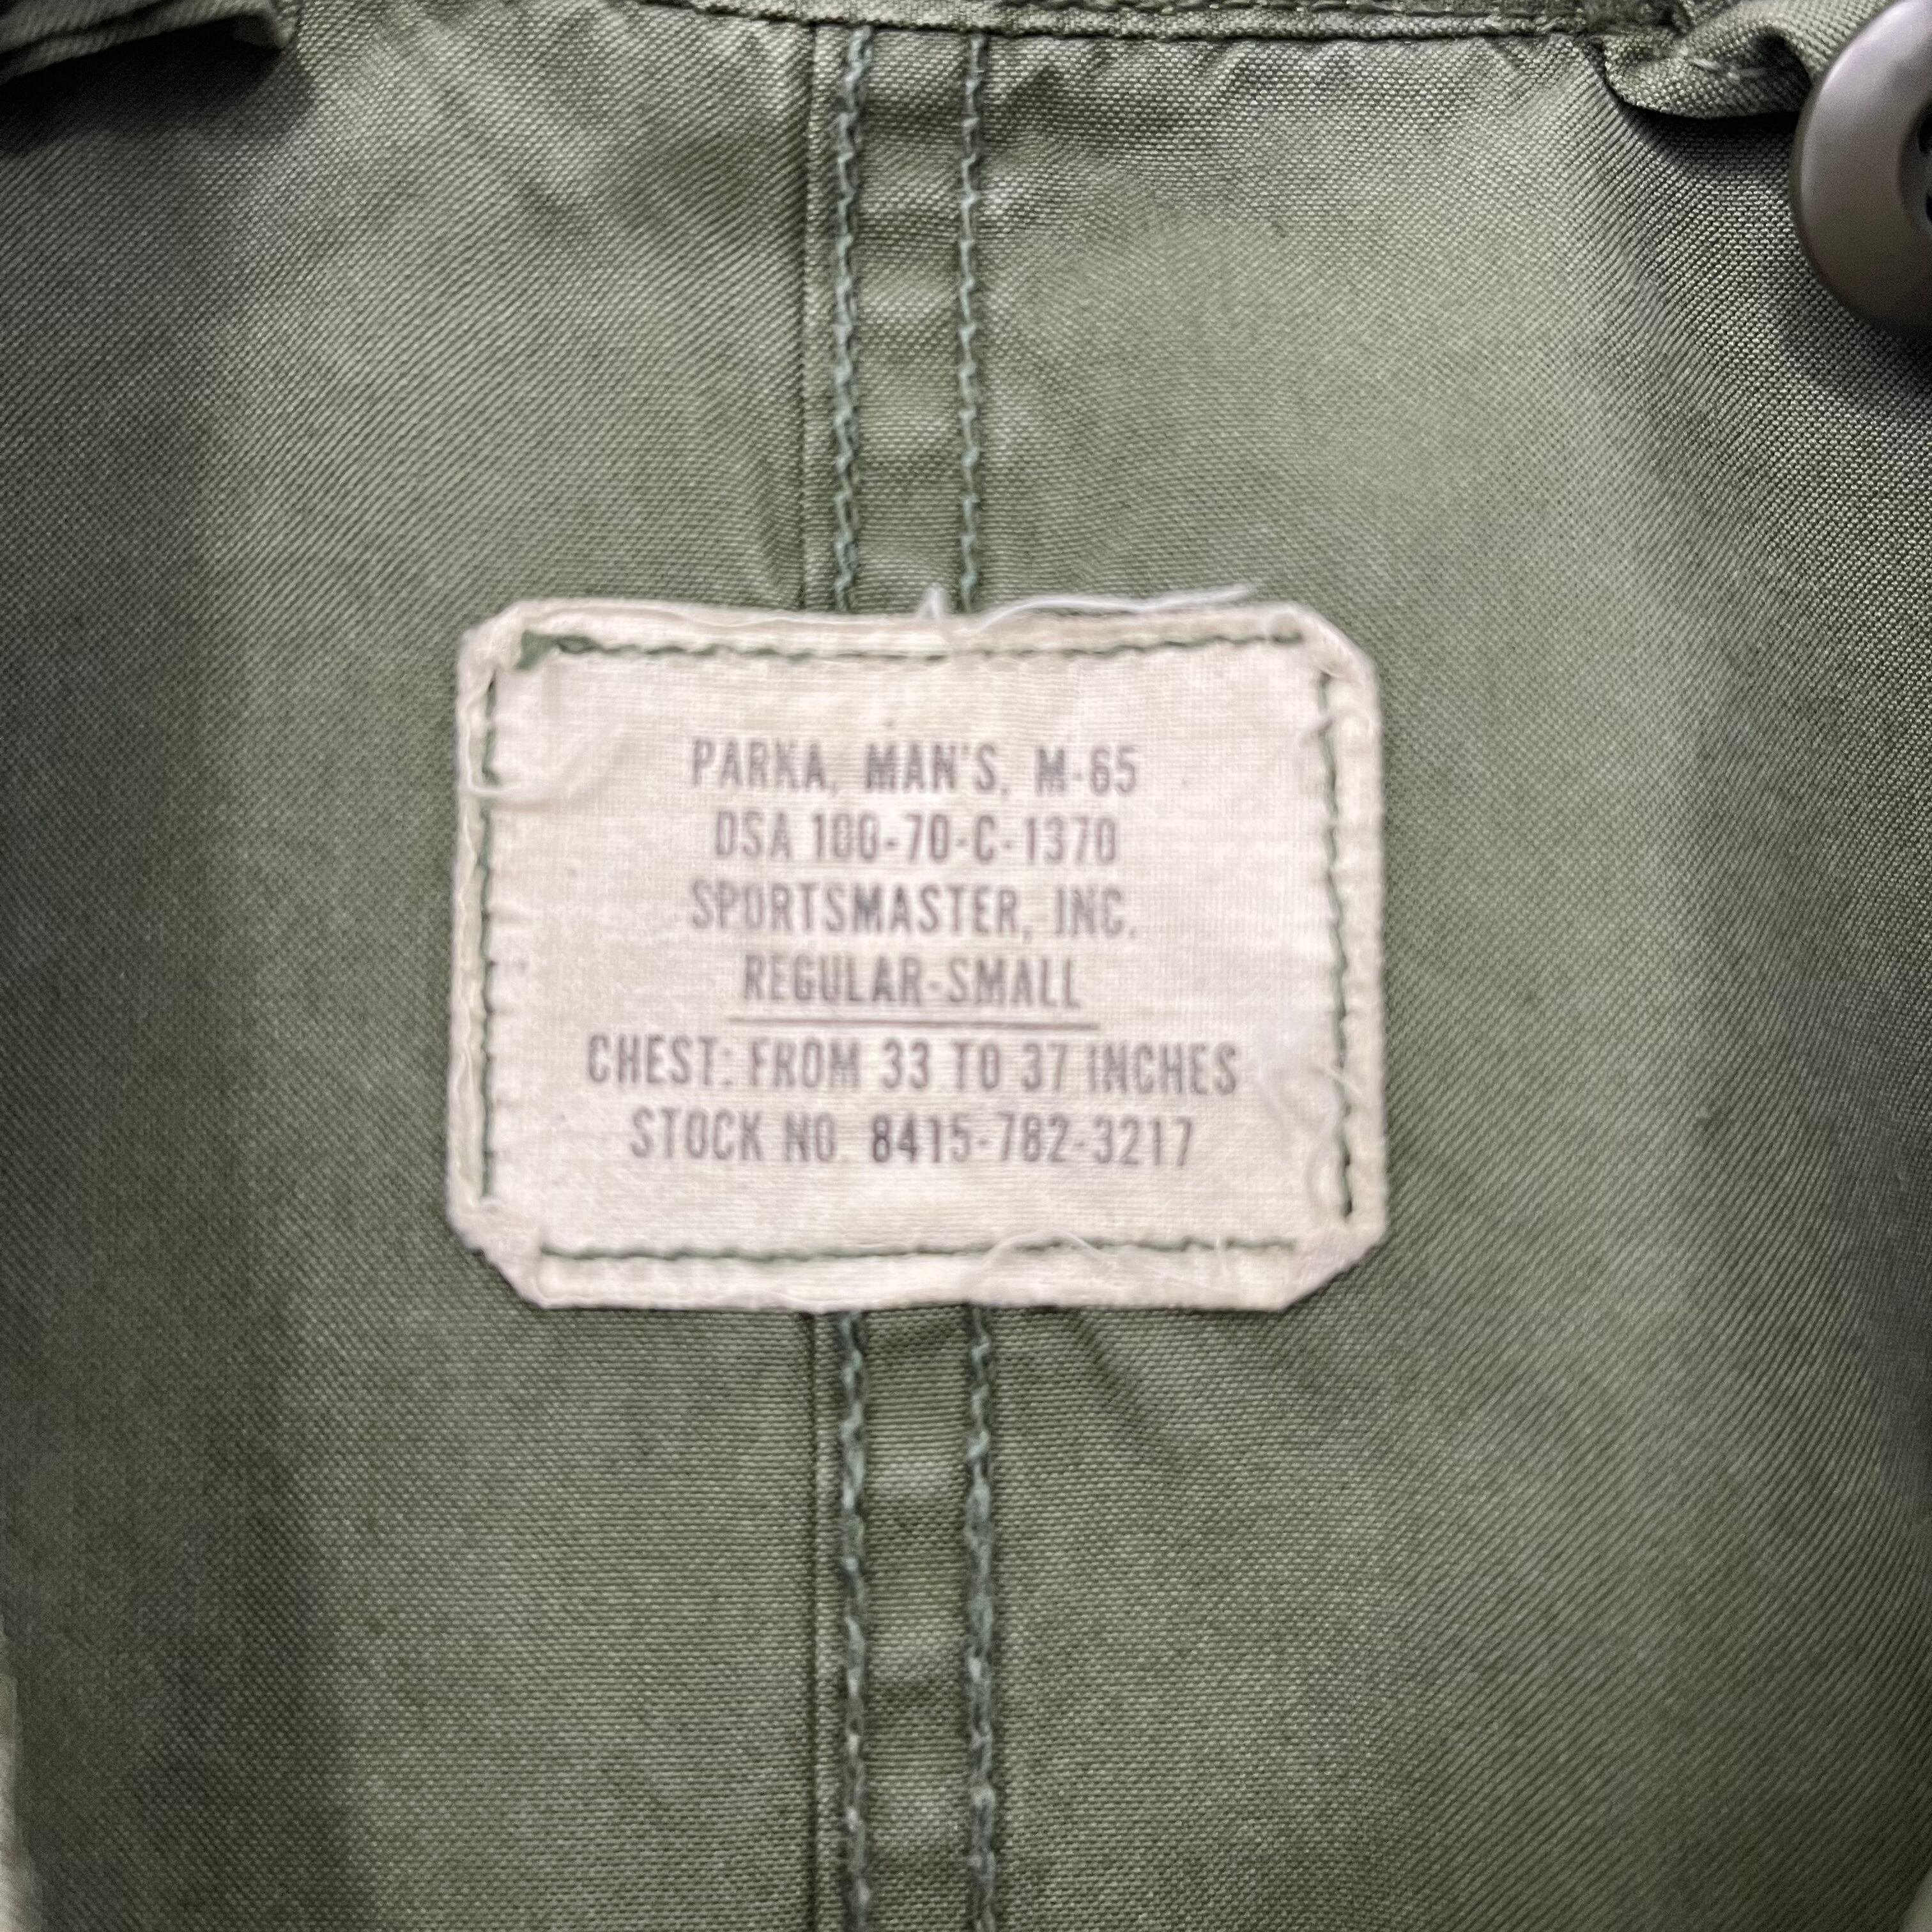 PARKA, MAN'S, M-65
DSA 100-70-C-1370
SPORTSMASTER, INC.
REGULAR-SMALL
CHEST: FROM 33 TO 37 INCHES
STOCK NO. 8415-782-3217